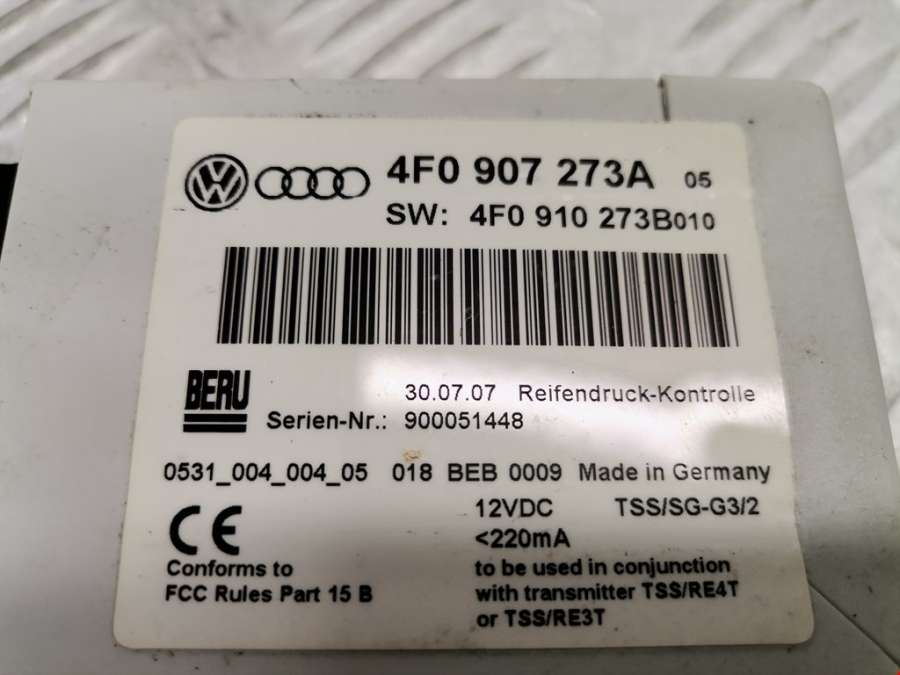 4F0 907 273A 05
SW: 4F0 910 273B010
BERU
30.07.07 Reifendruck-Kontrolle
Serien-Nr.: 900051448
0531_004_004_05 018 BEB 0009 Made in Germany
12VDC TSS/SG-G3/2
<220mA
CE
Conforms to
FCC Rules Part 15 B
to be used in conjunction
with transmitter TSS/RE4T
or TSS/RE3T